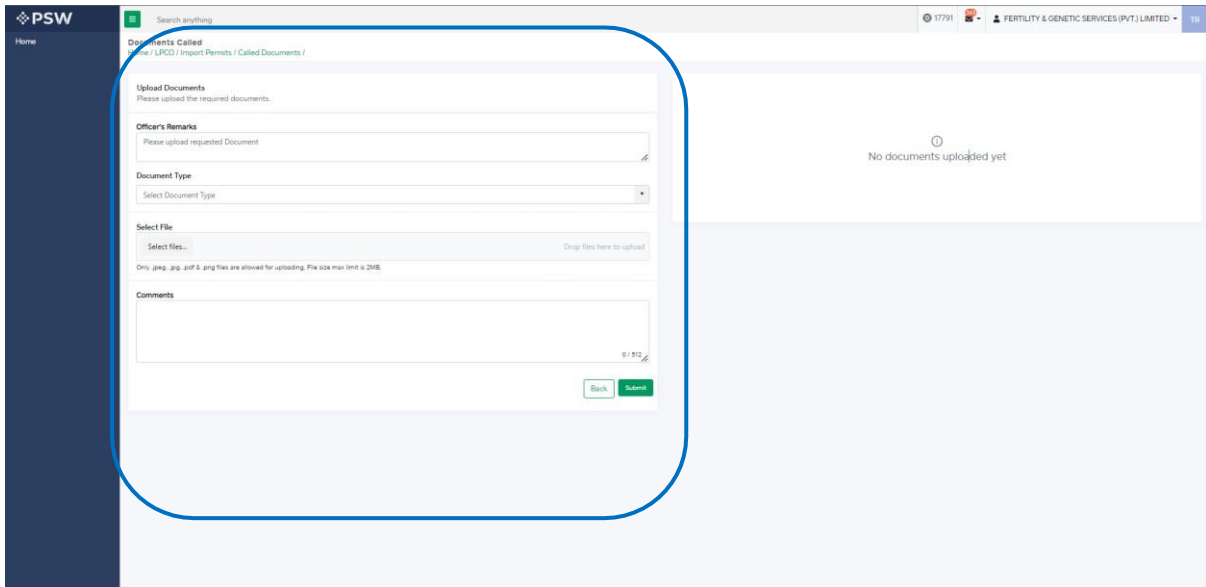 PSW
Search anything
17791
FERTILITY & GENETIC SERVICES (PVT.) LIMITED
TR
Home
Documents Called
Home / LPCO / Import Permits / Called Documents /
Upload Documents
Please upload the required documents.
Officer's Remarks
Please upload requested Document
Document Type
Select Document Type
Select File
Select files...
Drop files here to upload
Only .jpeg, .jpg, .pdf & .png files are allowed for uploading. File size max limit is 2MB.
Comments
0 / 512
Back
Submit
No documents uploaded yet